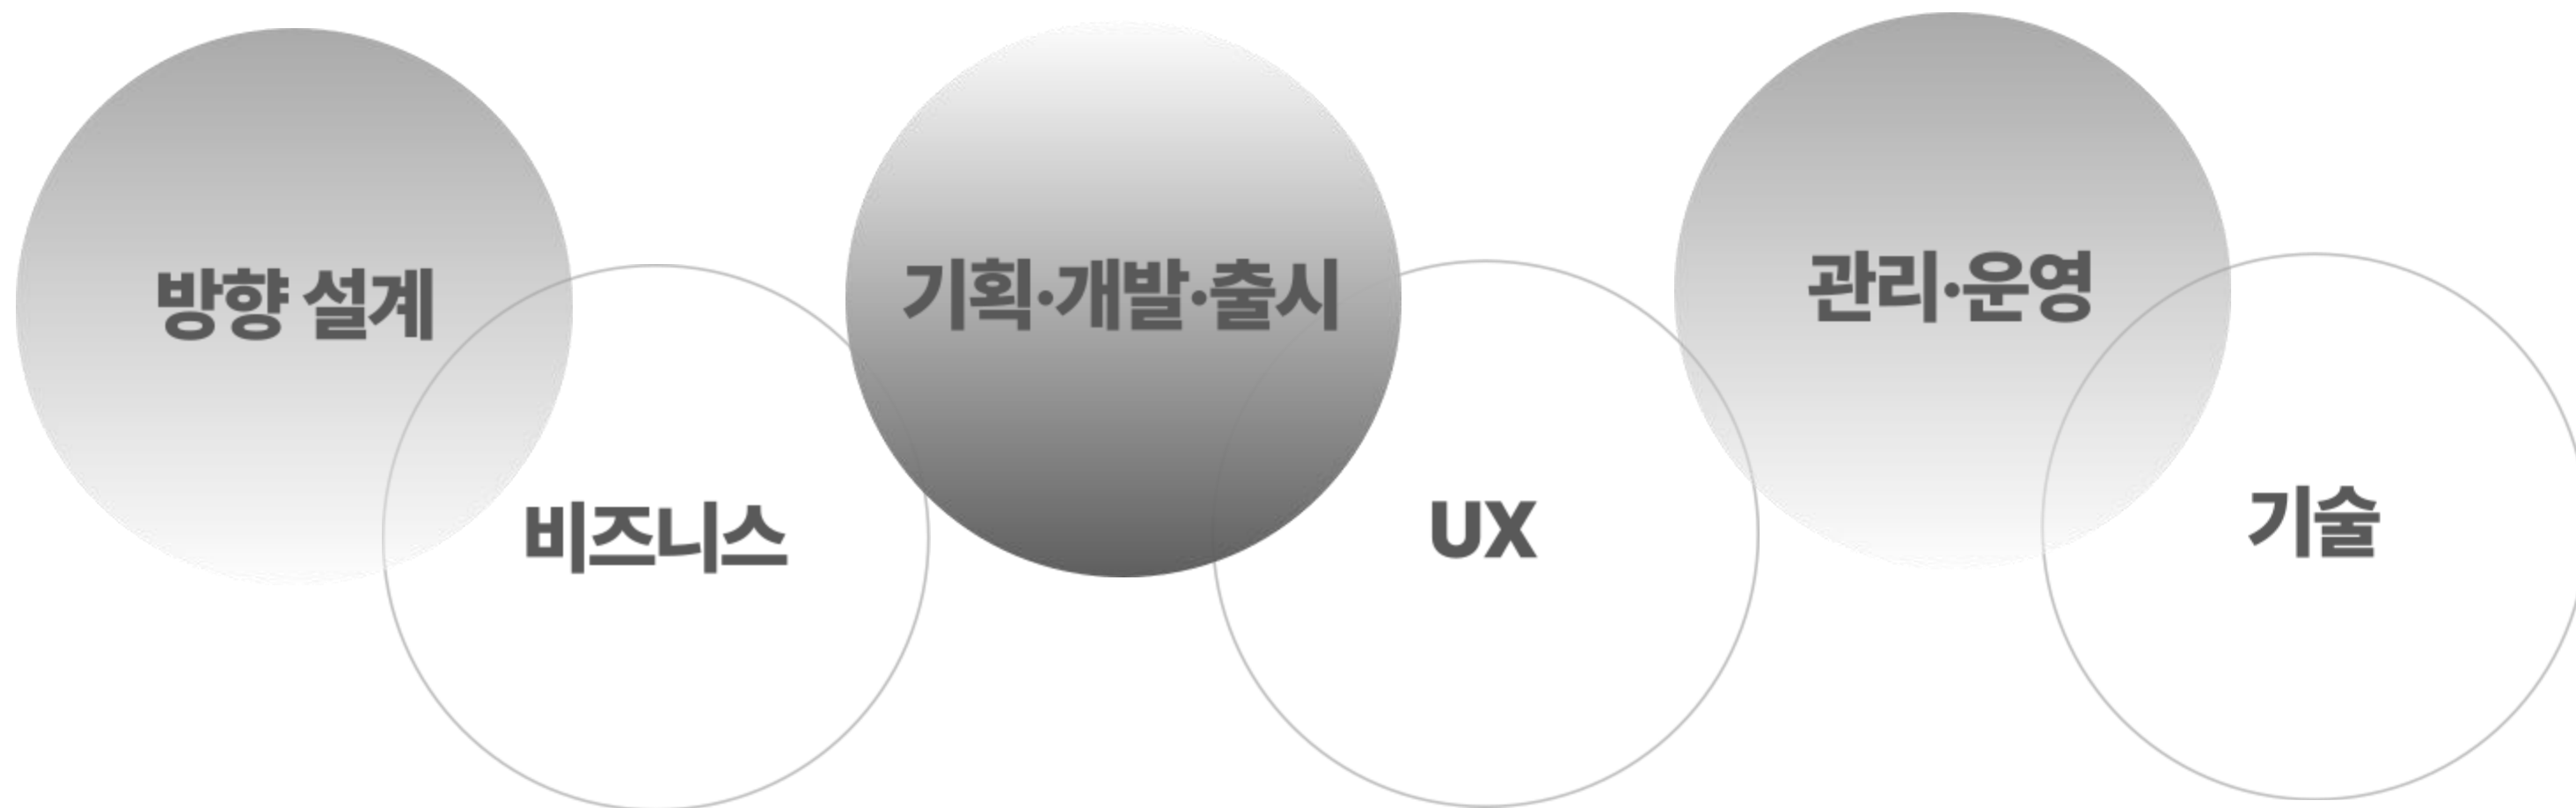 방향 설계
비즈니스
기획·개발·출시
UX
관리·운영
기술